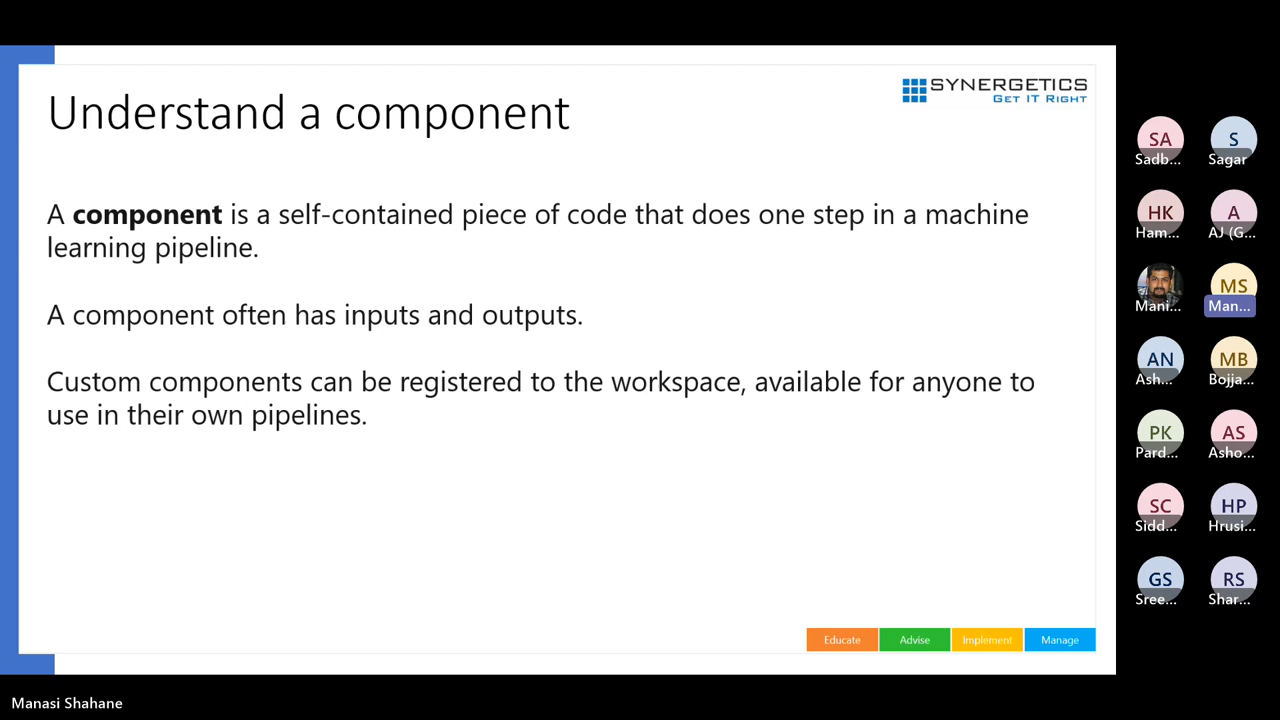 SYNERGETICS
GET IT RIGHT
Understand a component
A component is a self-contained piece of code that does one step in a machine
learning pipeline.
A component often has inputs and outputs.
Custom components can be registered to the workspace, available for anyone to
use in their own pipelines.
Educate Advise Implement Manage
SA S
Sadb... Sagar
HK A
Ham... AJ (G...
MS
Mani... Man...
AN MB
Ash... Bojja...
PK AS
Pard... Asho...
SC HP
Sidd... Hrusi...
GS RS
Sree... Shar...
Manasi Shahane